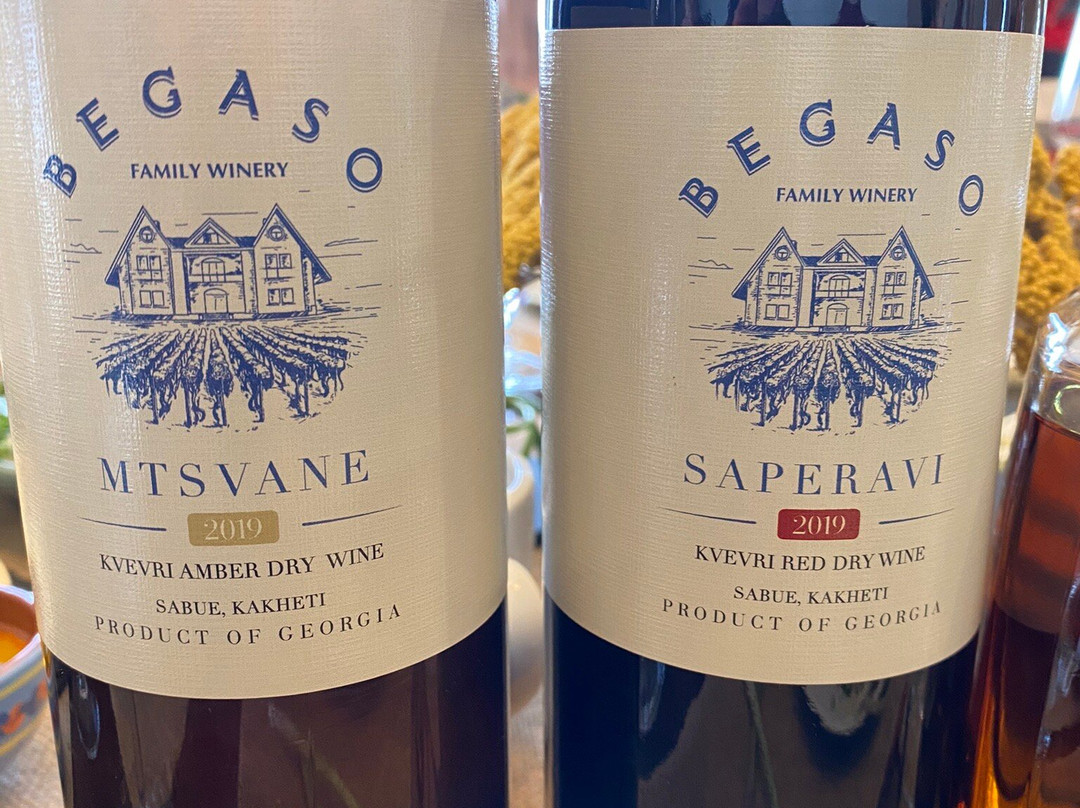 BEGASO
FAMILY WINERY
MTSVANE
2019
KVEVRI AMBER DRY WINE
SABUE, KAKHETI
PRODUCT OF GEORGIA
BEGASO
FAMILY WINERY
SAPERAVI
2019
KVEVRI RED DRY WINE
SABUE, KAKHETI
PRODUCT OF GEORGIA